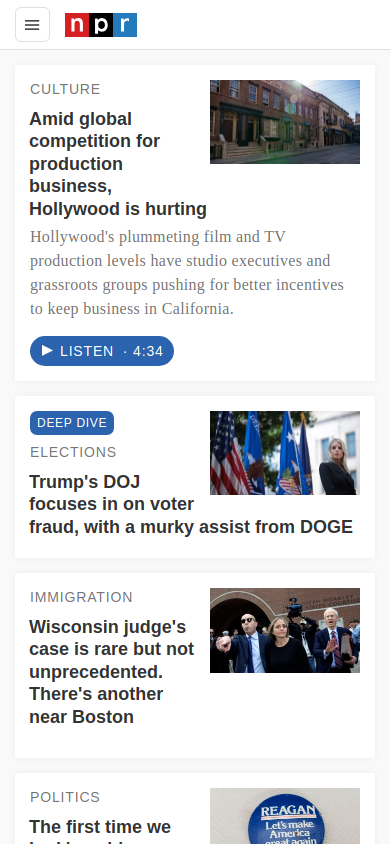 npr
CULTURE
Amid global
competition for
production
business,
Hollywood is hurting
Hollywood's plummeting film and TV
production levels have studio executives and
grassroots groups pushing for better incentives
to keep business in California.
LISTEN · 4:34
DEEP DIVE
ELECTIONS
Trump's DOJ
focuses in on voter
fraud, with a murky assist from DOGE
IMMIGRATION
Wisconsin judge's
case is rare but not
unprecedented.
There's another
near Boston
POLITICS
The first time we
REAGAN
Let's make
America
great again